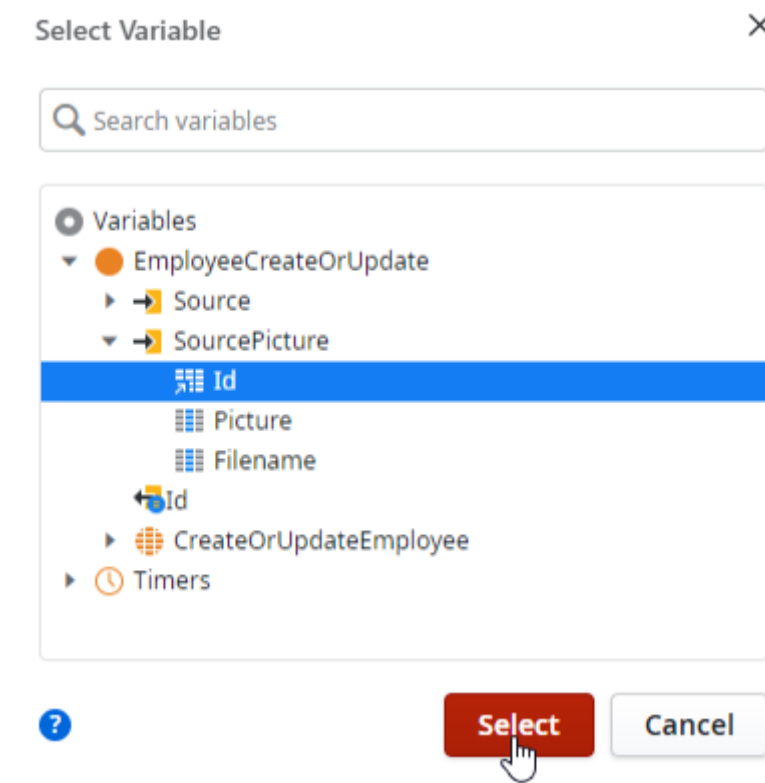 Select Variable
Search variables
Variables
EmployeeCreateOrUpdate
Source
SourcePicture
Id
Picture
Filename
Id
CreateOrUpdateEmployee
Timers
?
Select
Cancel